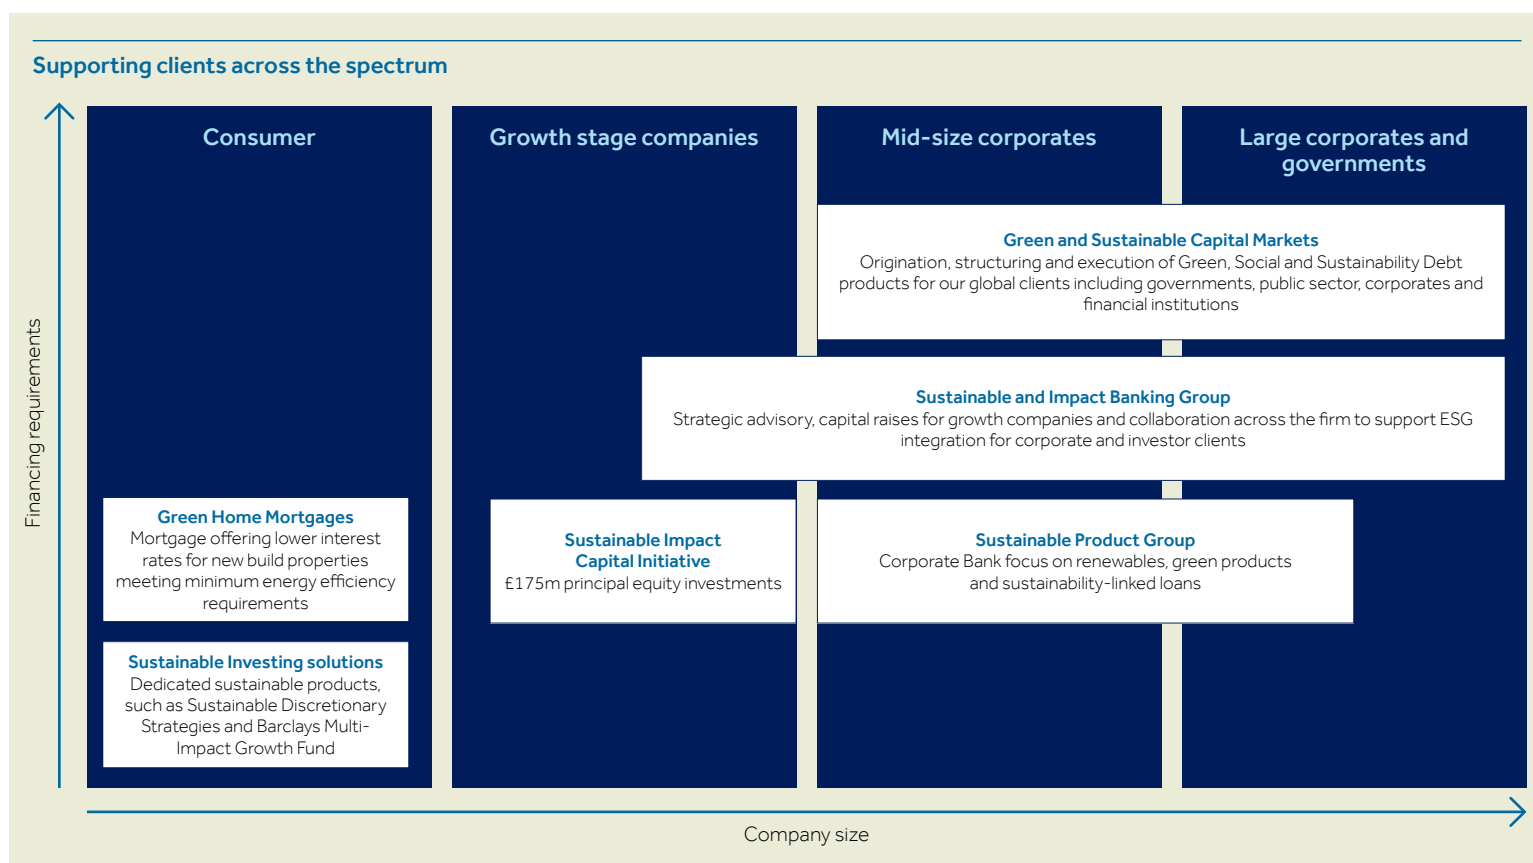 Supporting clients across the spectrum
Financing requirements
Consumer
Growth stage companies
Mid-size corporates
Large corporates and
governments
Green and Sustainable Capital Markets
Origination, structuring and execution of Green, Social and Sustainability Debt
products for our global clients including governments, public sector, corporates and
financial institutions
Sustainable and Impact Banking Group
Strategic advisory, capital raises for growth companies and collaboration across the firm to support ESG
integration for corporate and investor clients
Green Home Mortgages
Mortgage offering lower interest
rates for new build properties
meeting minimum energy efficiency
requirements
Sustainable Impact
Capital Initiative
£175m principal equity investments
Sustainable Product Group
Corporate Bank focus on renewables, green products
and sustainability-linked loans
Sustainable Investing solutions
Dedicated sustainable products,
such as Sustainable Discretionary
Strategies and Barclays Multi-
Impact Growth Fund
Company size